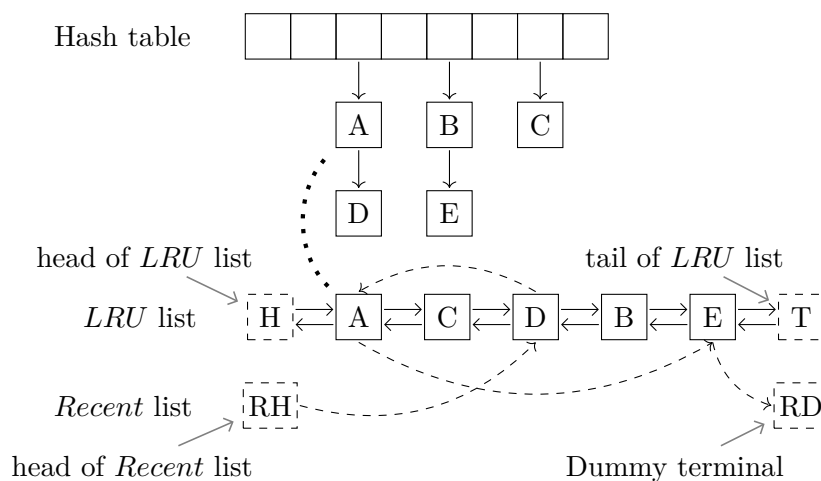 Hash table
A B C
D E
head of LRU list tail of LRU list
LRU list H A C D B E T
Recent list RH RD
head of Recent list Dummy terminal